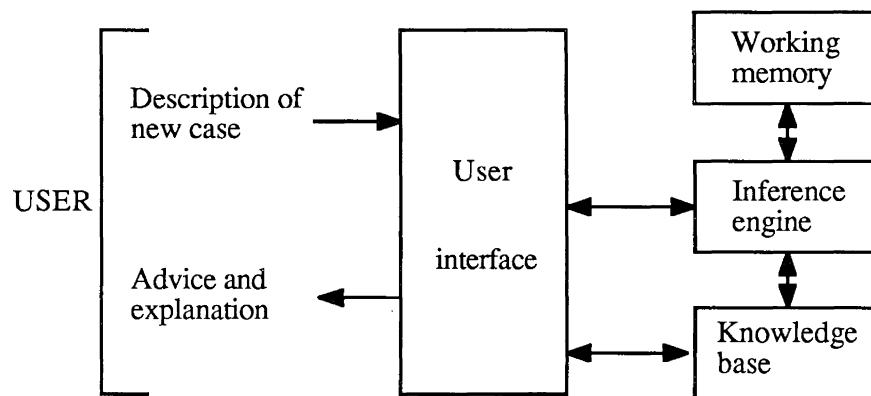 USER
Description of
new case
Advice and
explanation
User
interface
Working
memory
Inference
engine
Knowledge
base